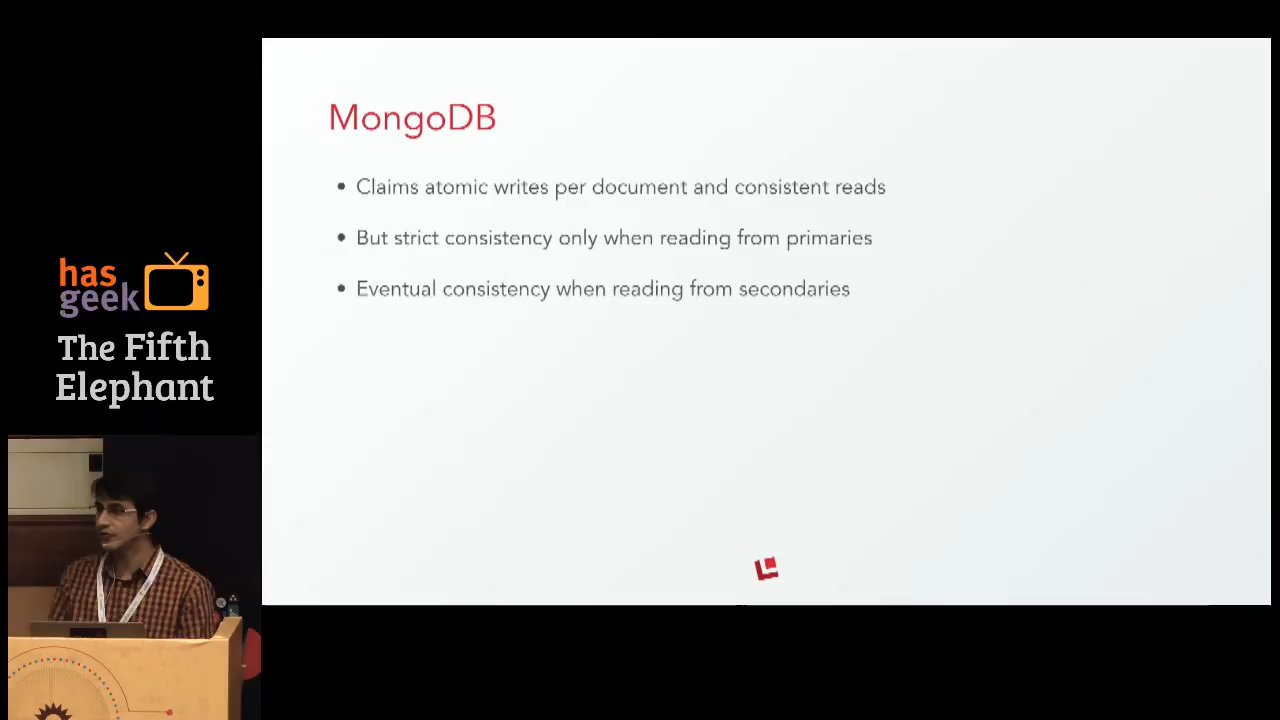 MongoDB
• Claims atomic writes per document and consistent reads
• But strict consistency only when reading from primaries
• Eventual consistency when reading from secondaries
has
geek
The Fifth
Elephant